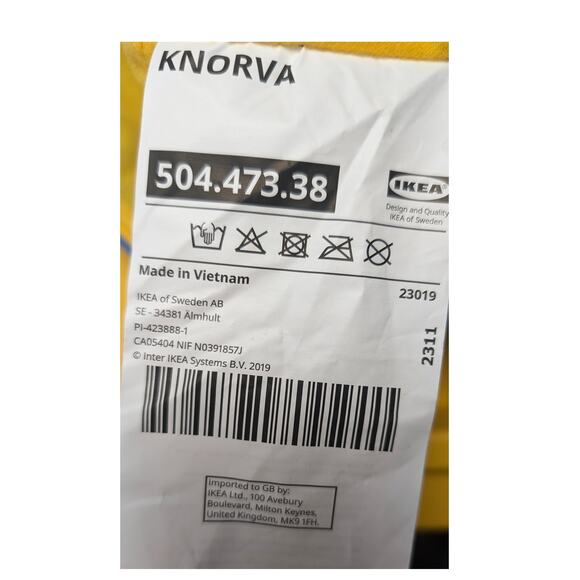 KNORVA
504.473.38
IKEA®
Design and Quality
IKEA of Sweden
Made in Vietnam
23019
IKEA of Sweden AB
SE - 34381 Älmhult
PI-423888-1
CA05404 NIF N0391857J
© Inter IKEA Systems B.V. 2019
2311
Imported to GB by:
IKEA Ltd., 100 Avebury
Boulevard, Milton Keynes,
United Kingdom, MK9 1FH.